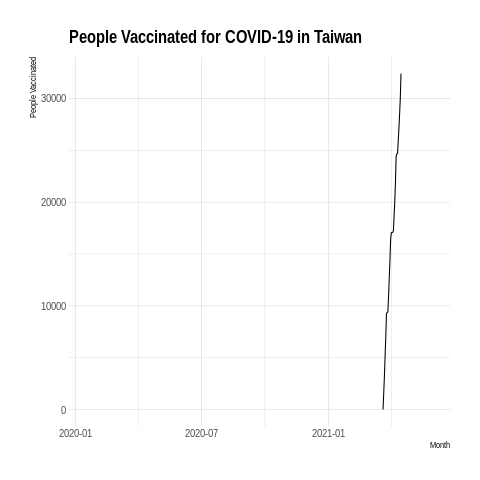 People Vaccinated for COVID-19 in Taiwan
People Vaccinated
30000
20000
10000
0
2020-01 2020-07 2021-01
Month